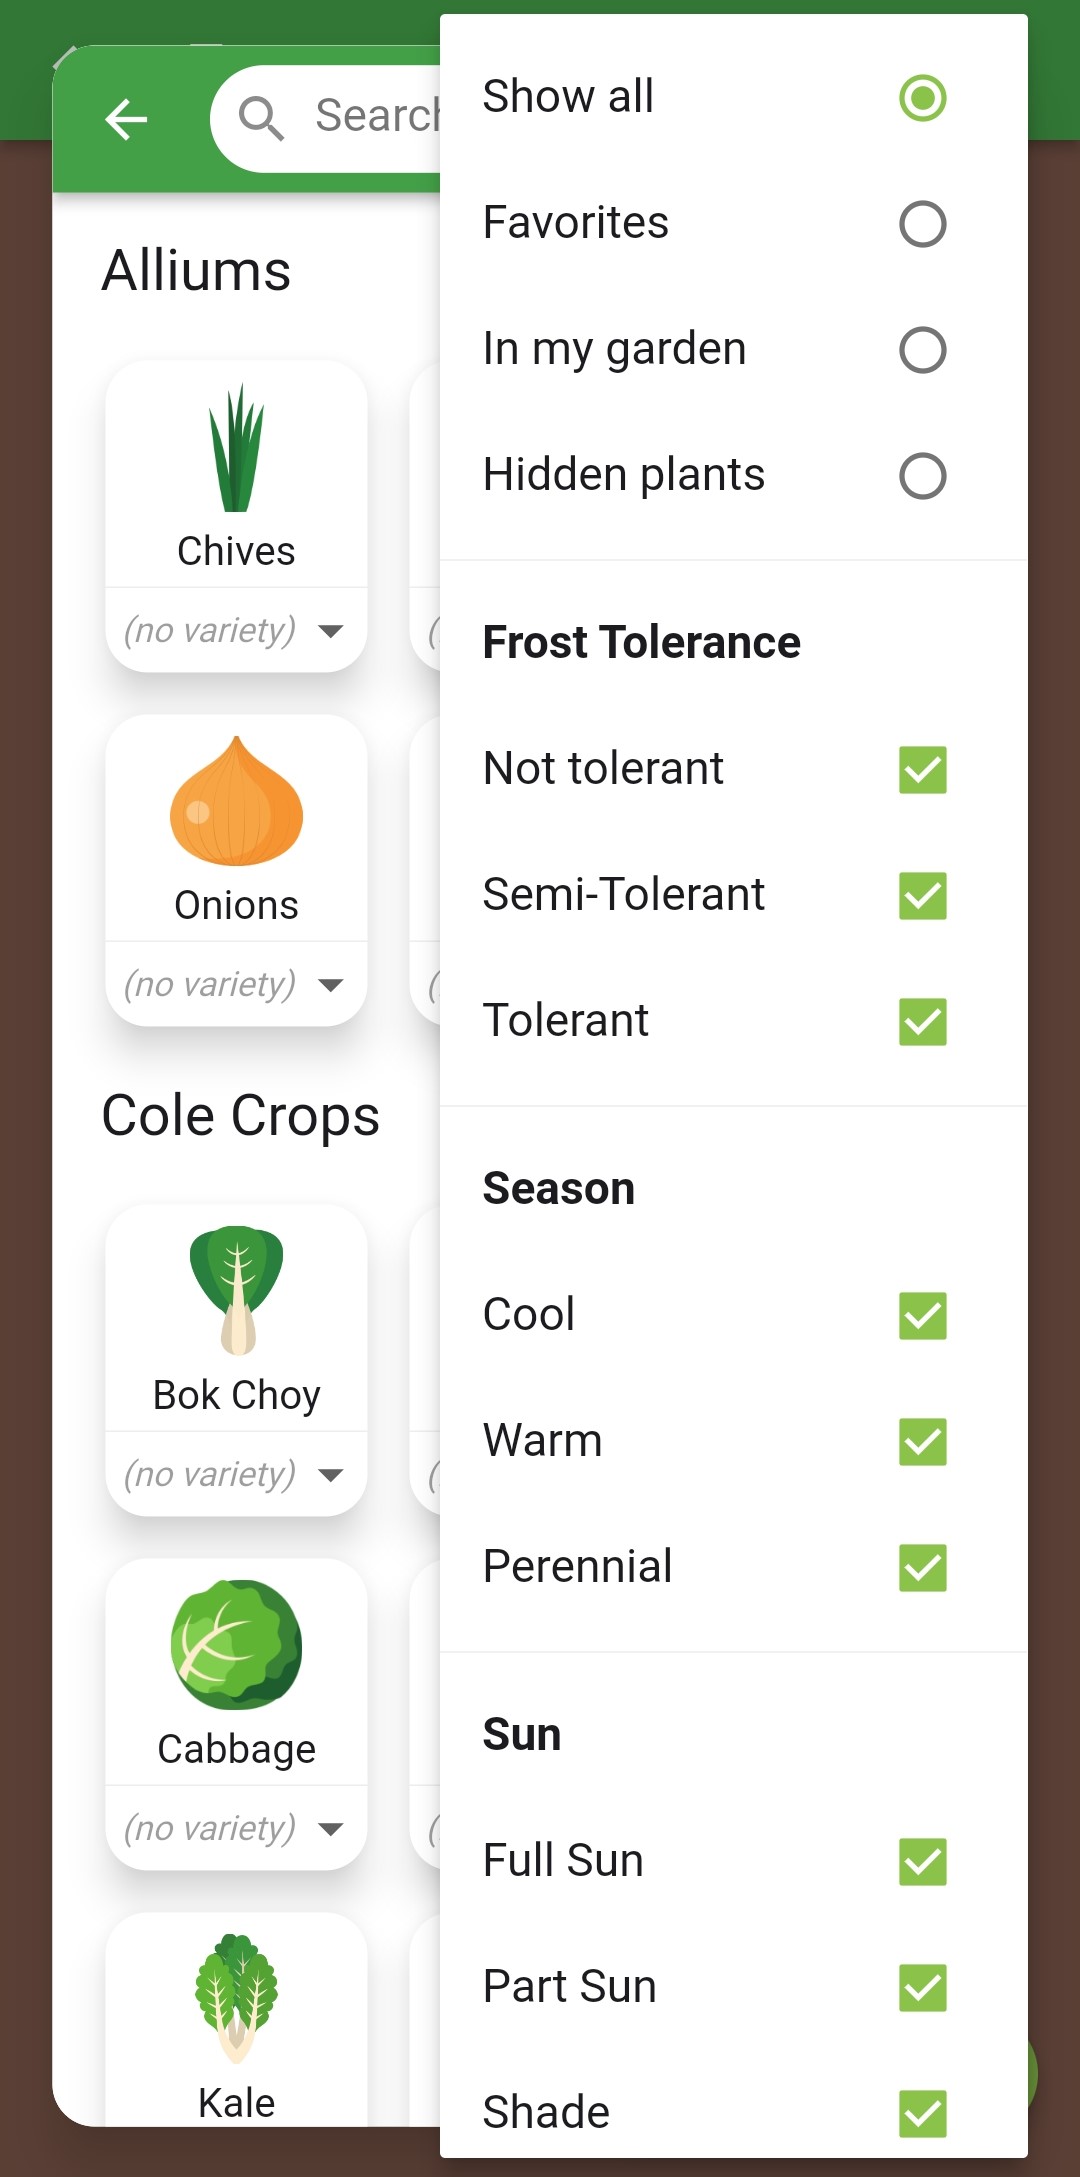 Search
Alliums
Chives
(no variety)
Onions
(no variety)
Cole Crops
Bok Choy
(no variety)
Cabbage
(no variety)
Kale
Show all
Favorites
In my garden
Hidden plants
Frost Tolerance
Not tolerant
Semi-Tolerant
Tolerant
Season
Cool
Warm
Perennial
Sun
Full Sun
Part Sun
Shade